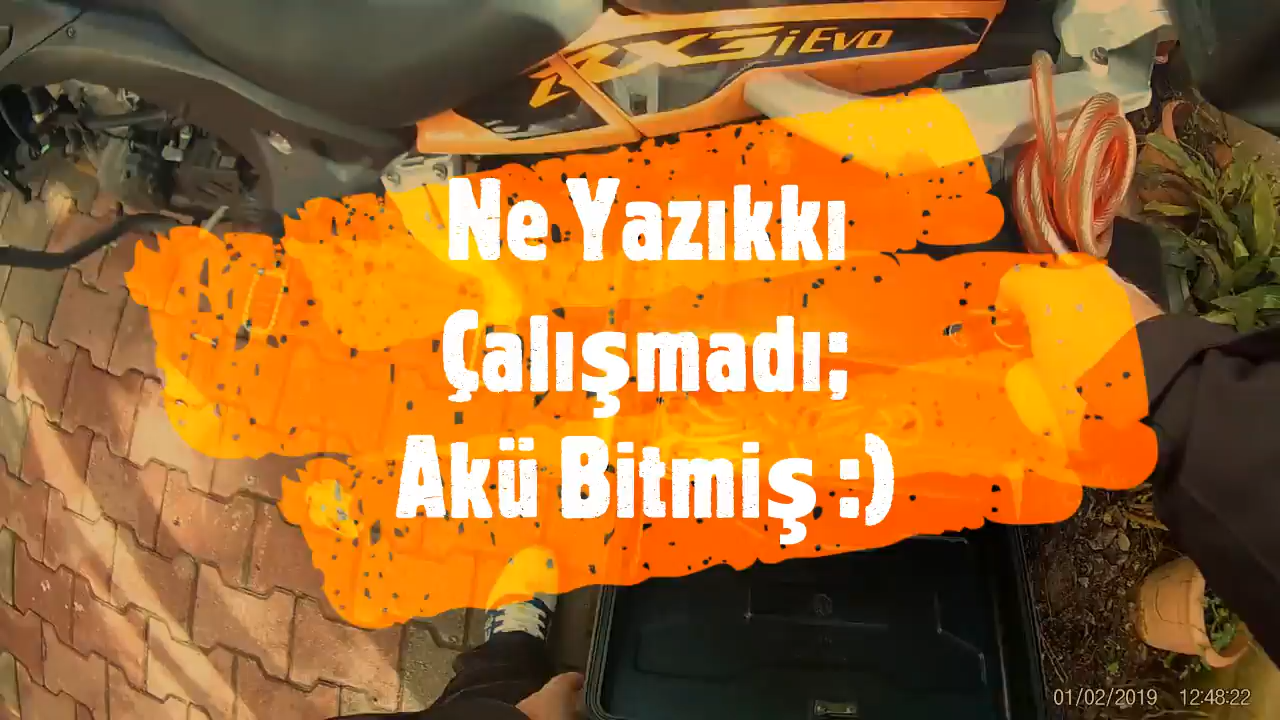 RX3i Evo
Ne Yazıkkı
Çalışmadı;
Akü Bitmiş :)
01/02/2019 12:48:22